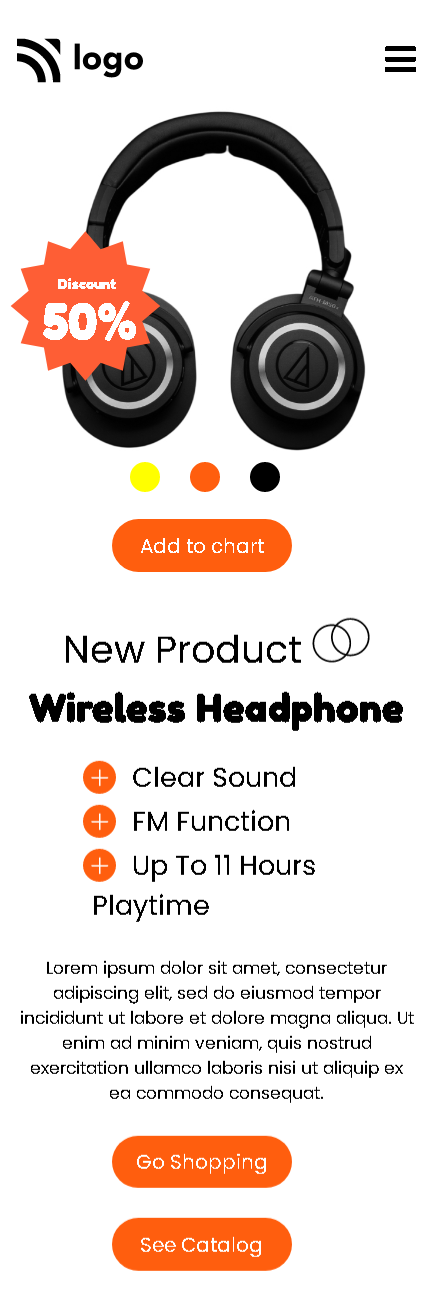 logo
Discount
50%
Add to chart
New Product
Wireless Headphone
Clear Sound
FM Function
Up To 11 Hours
Playtime
Lorem ipsum dolor sit amet, consectetur
adipiscing elit, sed do eiusmod tempor
incididunt ut labore et dolore magna aliqua. Ut
enim ad minim veniam, quis nostrud
exercitation ullamco laboris nisi ut aliquip ex
ea commodo consequat.
Go Shopping
See Catalog